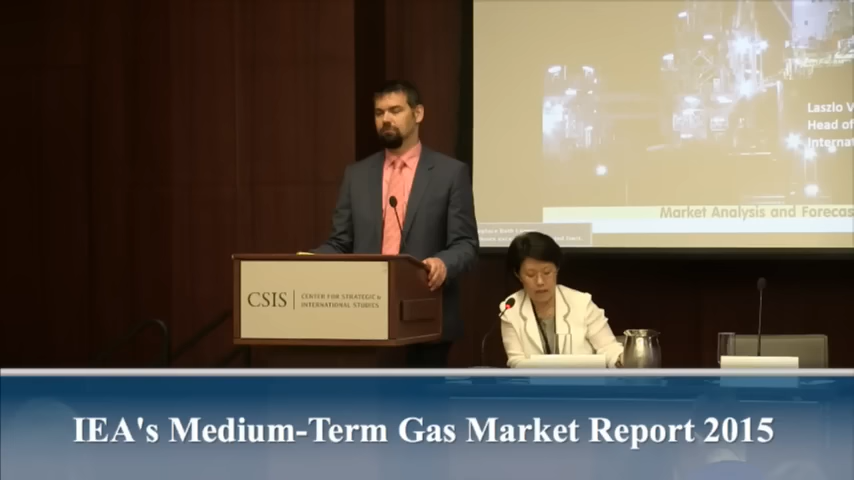 Laszlo V
Head of
Internat
Market Analysis and Forecas
CSIS
CENTER FOR STRATEGIC &
INTERNATIONAL STUDIES
IEA's Medium-Term Gas Market Report 2015